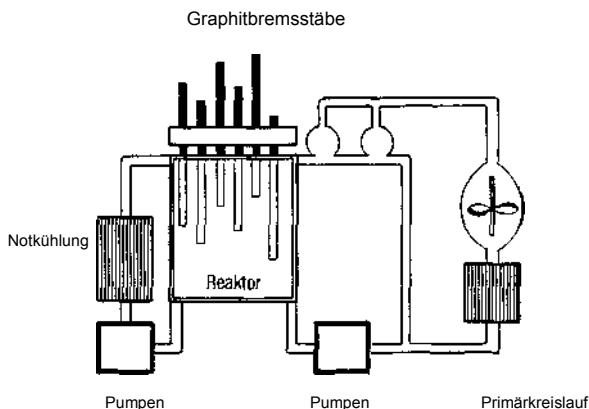 Graphitbremsstäbe
Notkühlung
Reaktor
Pumpen
Pumpen
Primärkreislauf